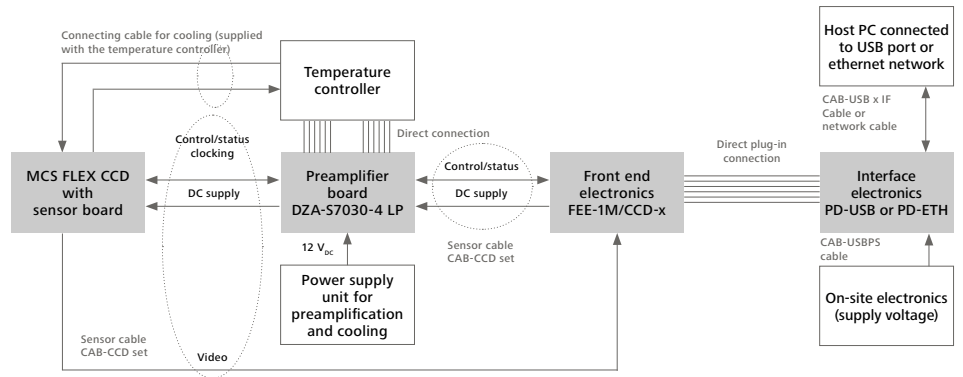 Connecting cable for cooling (supplied
with the temperature controller)
Temperature
controller
Host PC connected
to USB port or
ethernet network
CAB-USB x IF
Cable or
network cable
Direct connection
Control/status
clocking
DC supply
MCS FLEX CCD
with
sensor board
Preamplifier
board
DZA-S7030-4 LP
Control/status
DC supply
Front end
electronics
FEE-1M/CCD-x
Direct plug-in
connection
Interface
electronics
PD-USB or PD-ETH
12 VDC
Sensor cable
CAB-CCD set
CAB-USBPS
cable
Power supply
unit for
preamplification
and cooling
On-site electronics
(supply voltage)
Sensor cable
CAB-CCD set
Video